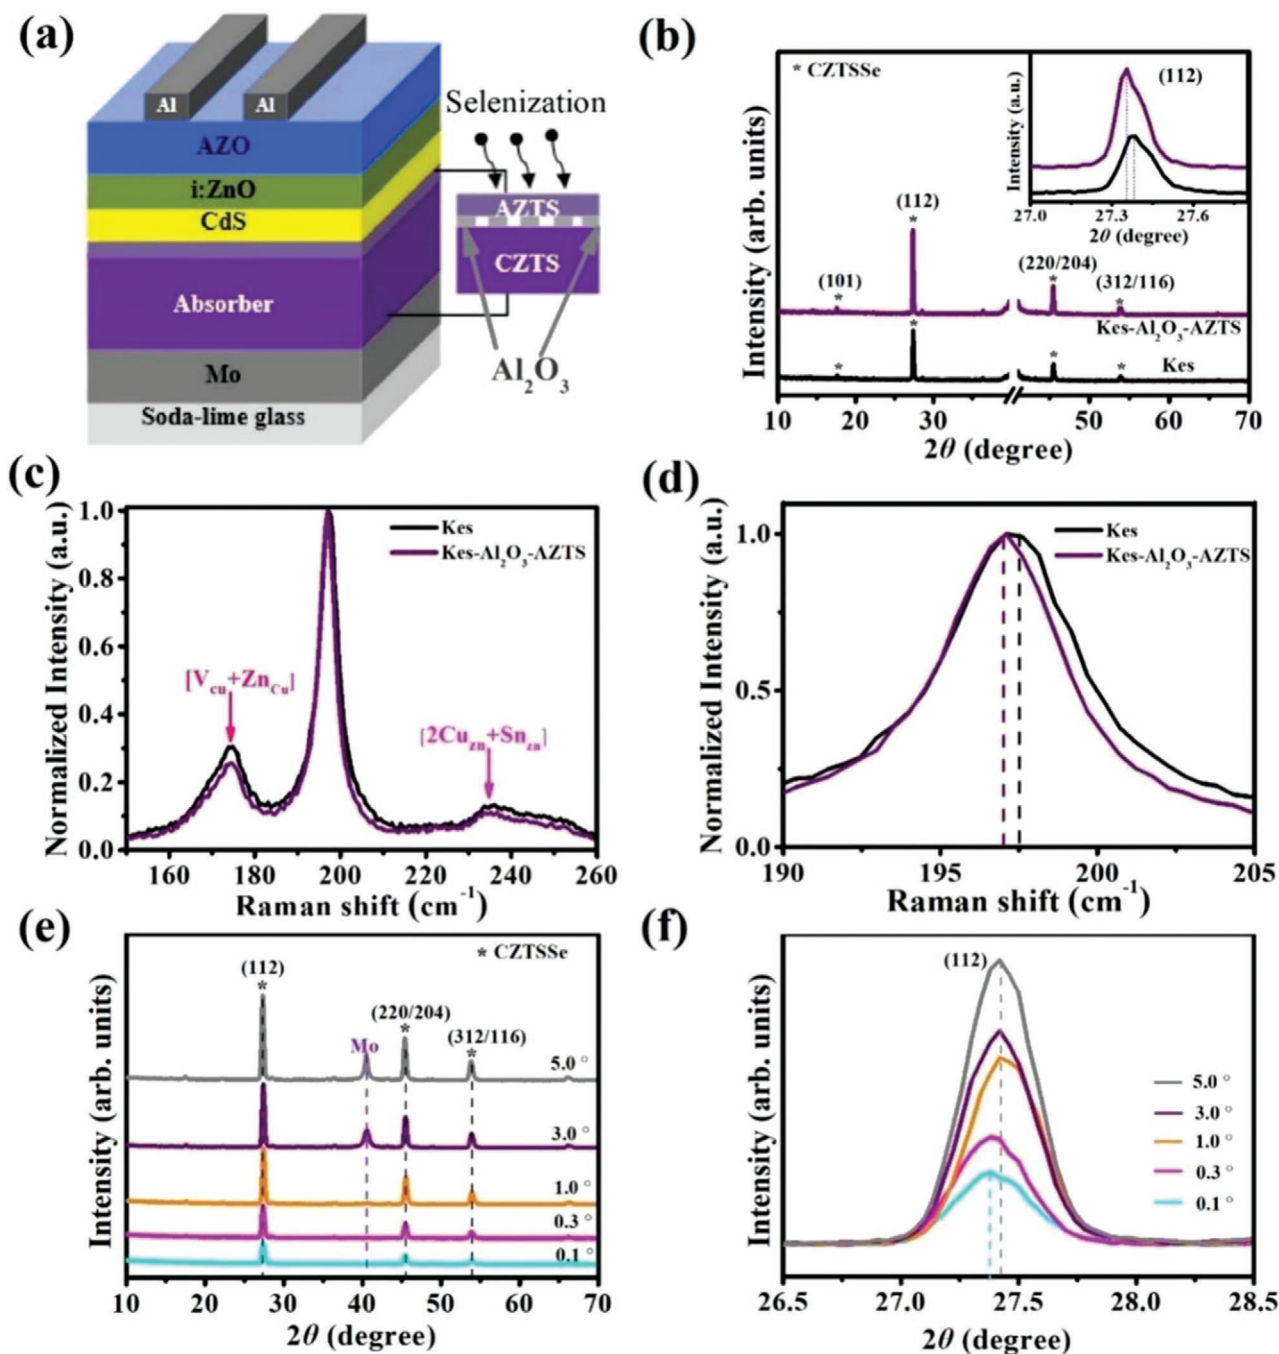 (a)
Al
Al
AZO
i:ZnO
CdS
Absorber
Mo
Soda-lime glass
Selenization
AZTS
CZTS
Al₂O₃
(b)
* CZTSSe
(101)
*
(112)
*
(220/204)
*
(312/116)
*
Kes-Al₂O₃-AZTS
*
*
*
*
Kes
Intensity (arb. units)
10 20 30 50 60 70
2θ (degree)
(112)
Intensity (a.u.)
27.0 27.3 27.6
2θ (degree)
(c)
Normalized Intensity (a.u.)
1.0
0.8
0.6
0.4
0.2
0.0
Kes
Kes-Al₂O₃-AZTS
[Vcu+ZnCu]
[2Cuzn+Snzn]
160 180 200 220 240 260
Raman shift (cm⁻¹)
(d)
Normalized Intensity (a.u.)
1.0
0.5
0.0
Kes
Kes-Al₂O₃-AZTS
190 195 200 205
Raman shift (cm⁻¹)
(e)
* CZTSSe
(112)
*
Mo
(220/204)
*
(312/116)
*
5.0 °
3.0 °
1.0 °
0.3 °
0.1 °
Intensity (arb. units)
10 20 30 40 50 60 70
2θ (degree)
(f)
(112)
5.0 °
3.0 °
1.0 °
0.3 °
0.1 °
Intensity (arb. units)
26.5 27.0 27.5 28.0 28.5
2θ (degree)